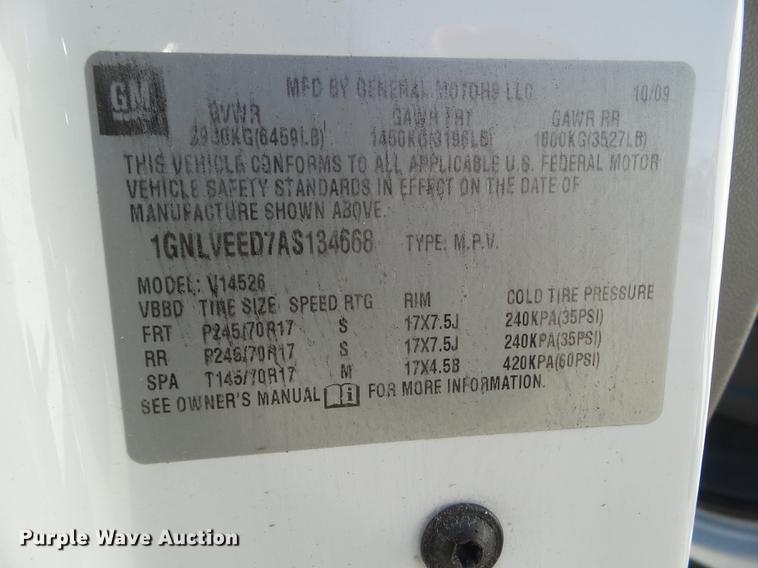 GM
MFD BY GENERAL MOTORS LLC 10/09
GVWR GAWR FRT GAWR RR
2930KG(6459LB) 1450KG(3196LB) 1600KG(3527LB)
THIS VEHICLE CONFORMS TO ALL APPLICABLE U.S. FEDERAL MOTOR
VEHICLE SAFETY STANDARDS IN EFFECT ON THE DATE OF
MANUFACTURE SHOWN ABOVE.
1GNLVEED7AS134668 TYPE: M.P.V.
MODEL: V14526
VBBD TIRE SIZE SPEED RTG RIM COLD TIRE PRESSURE
FRT P245/70R17 S 17X7.5J 240KPA(35PSI)
RR P245/70R17 S 17X7.5J 240KPA(35PSI)
SPA T145/70R17 M 17X4.5B 420KPA(60PSI)
SEE OWNER'S MANUAL i FOR MORE INFORMATION.
Purple Wave Auction